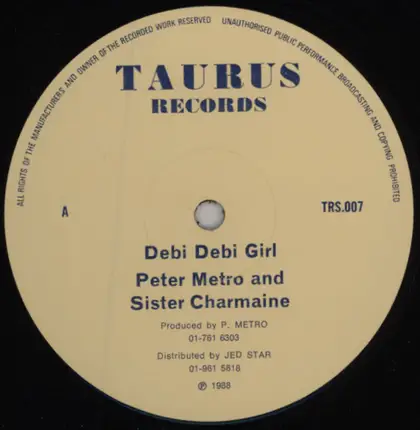 ALL RIGHTS OF THE MANUFACTURERS AND OWNER OF THE RECORDED WORK RESERVED UNAUTHORISED PUBLIC PERFORMANCE BROADCASTING AND COPYING PROHIBITED
TAURUS
RECORDS
A
TRS.007
Debi Debi Girl
Peter Metro and
Sister Charmaine
Produced by P. METRO
01-761 6303
Distributed by JED STAR
01-961 5818
℗ 1988